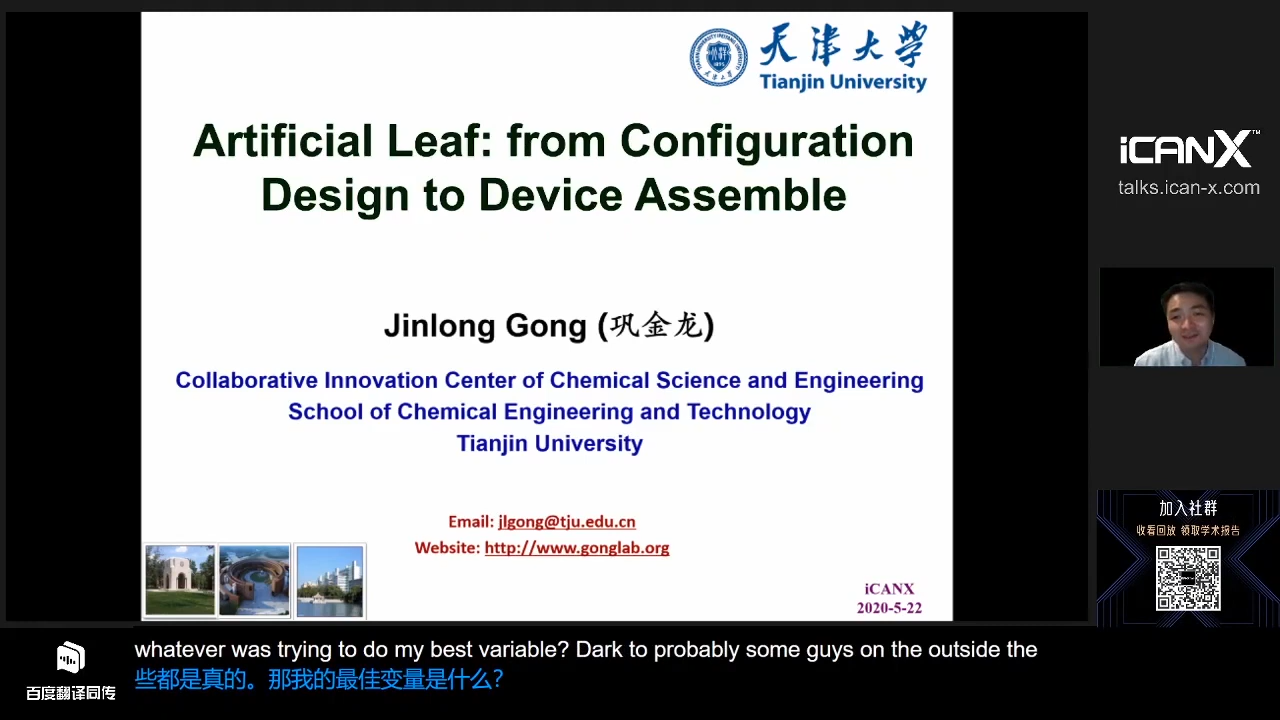 天津大学
Tianjin University
Artificial Leaf: from Configuration
Design to Device Assemble
Jinlong Gong (巩金龙)
Collaborative Innovation Center of Chemical Science and Engineering
School of Chemical Engineering and Technology
Tianjin University
Email: jlgong@tju.edu.cn
Website: http://www.gonglab.org
iCANX
2020-5-22
iCANX™
talks.ican-x.com
加入社群
收看回放 领取学术报告
百度翻译同传
whatever was trying to do my best variable? Dark to probably some guys on the outside the
些都是真的。那我的最佳变量是什么?